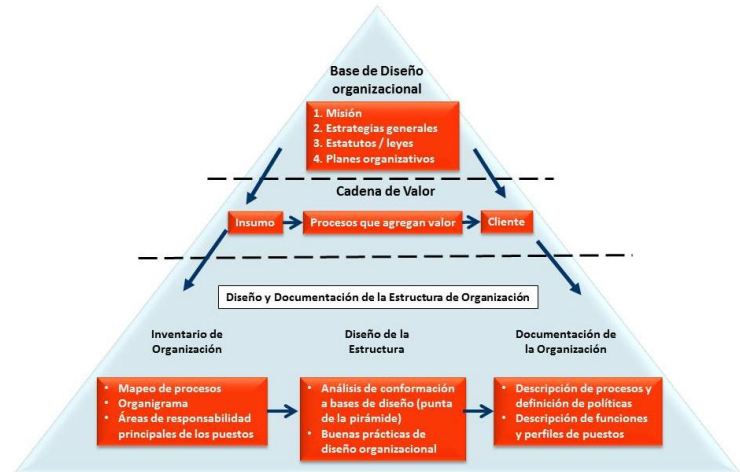 Base de Diseño
organizacional
1. Misión
2. Estrategias generales
3. Estatutos / leyes
4. Planes organizativos
Cadena de Valor
Insumo
Procesos que agregan valor
Cliente
Diseño y Documentación de la Estructura de Organización
Inventario de
Organización
• Mapeo de procesos
• Organigrama
• Áreas de responsabilidad
principales de los puestos
Diseño de la
Estructura
• Análisis de conformación
a bases de diseño (punta
de la pirámide)
• Buenas prácticas de
diseño organizacional
Documentación de
la Organización
• Descripción de procesos y
definición de políticas
• Descripción de funciones
y perfiles de puestos